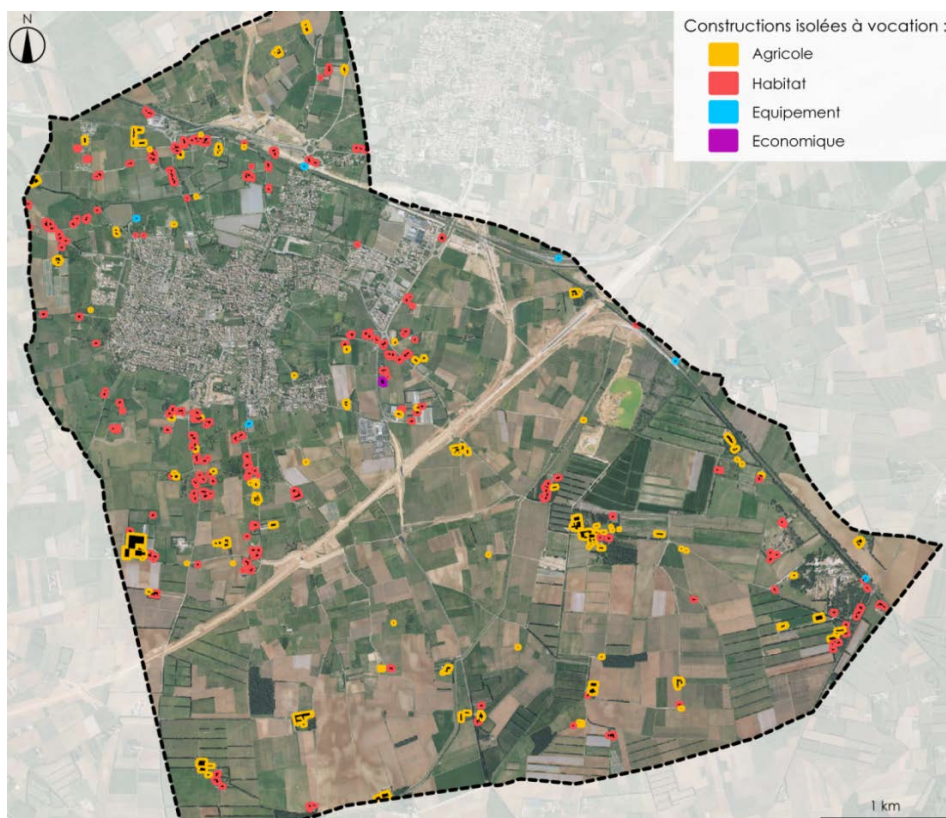 N
Constructions isolées à vocation :
Agricole
Habitat
Equipement
Economique
1 km